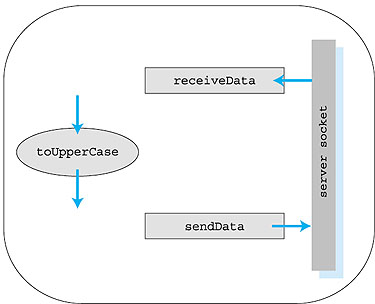 receiveData
toUpperCase
sendData
server socket